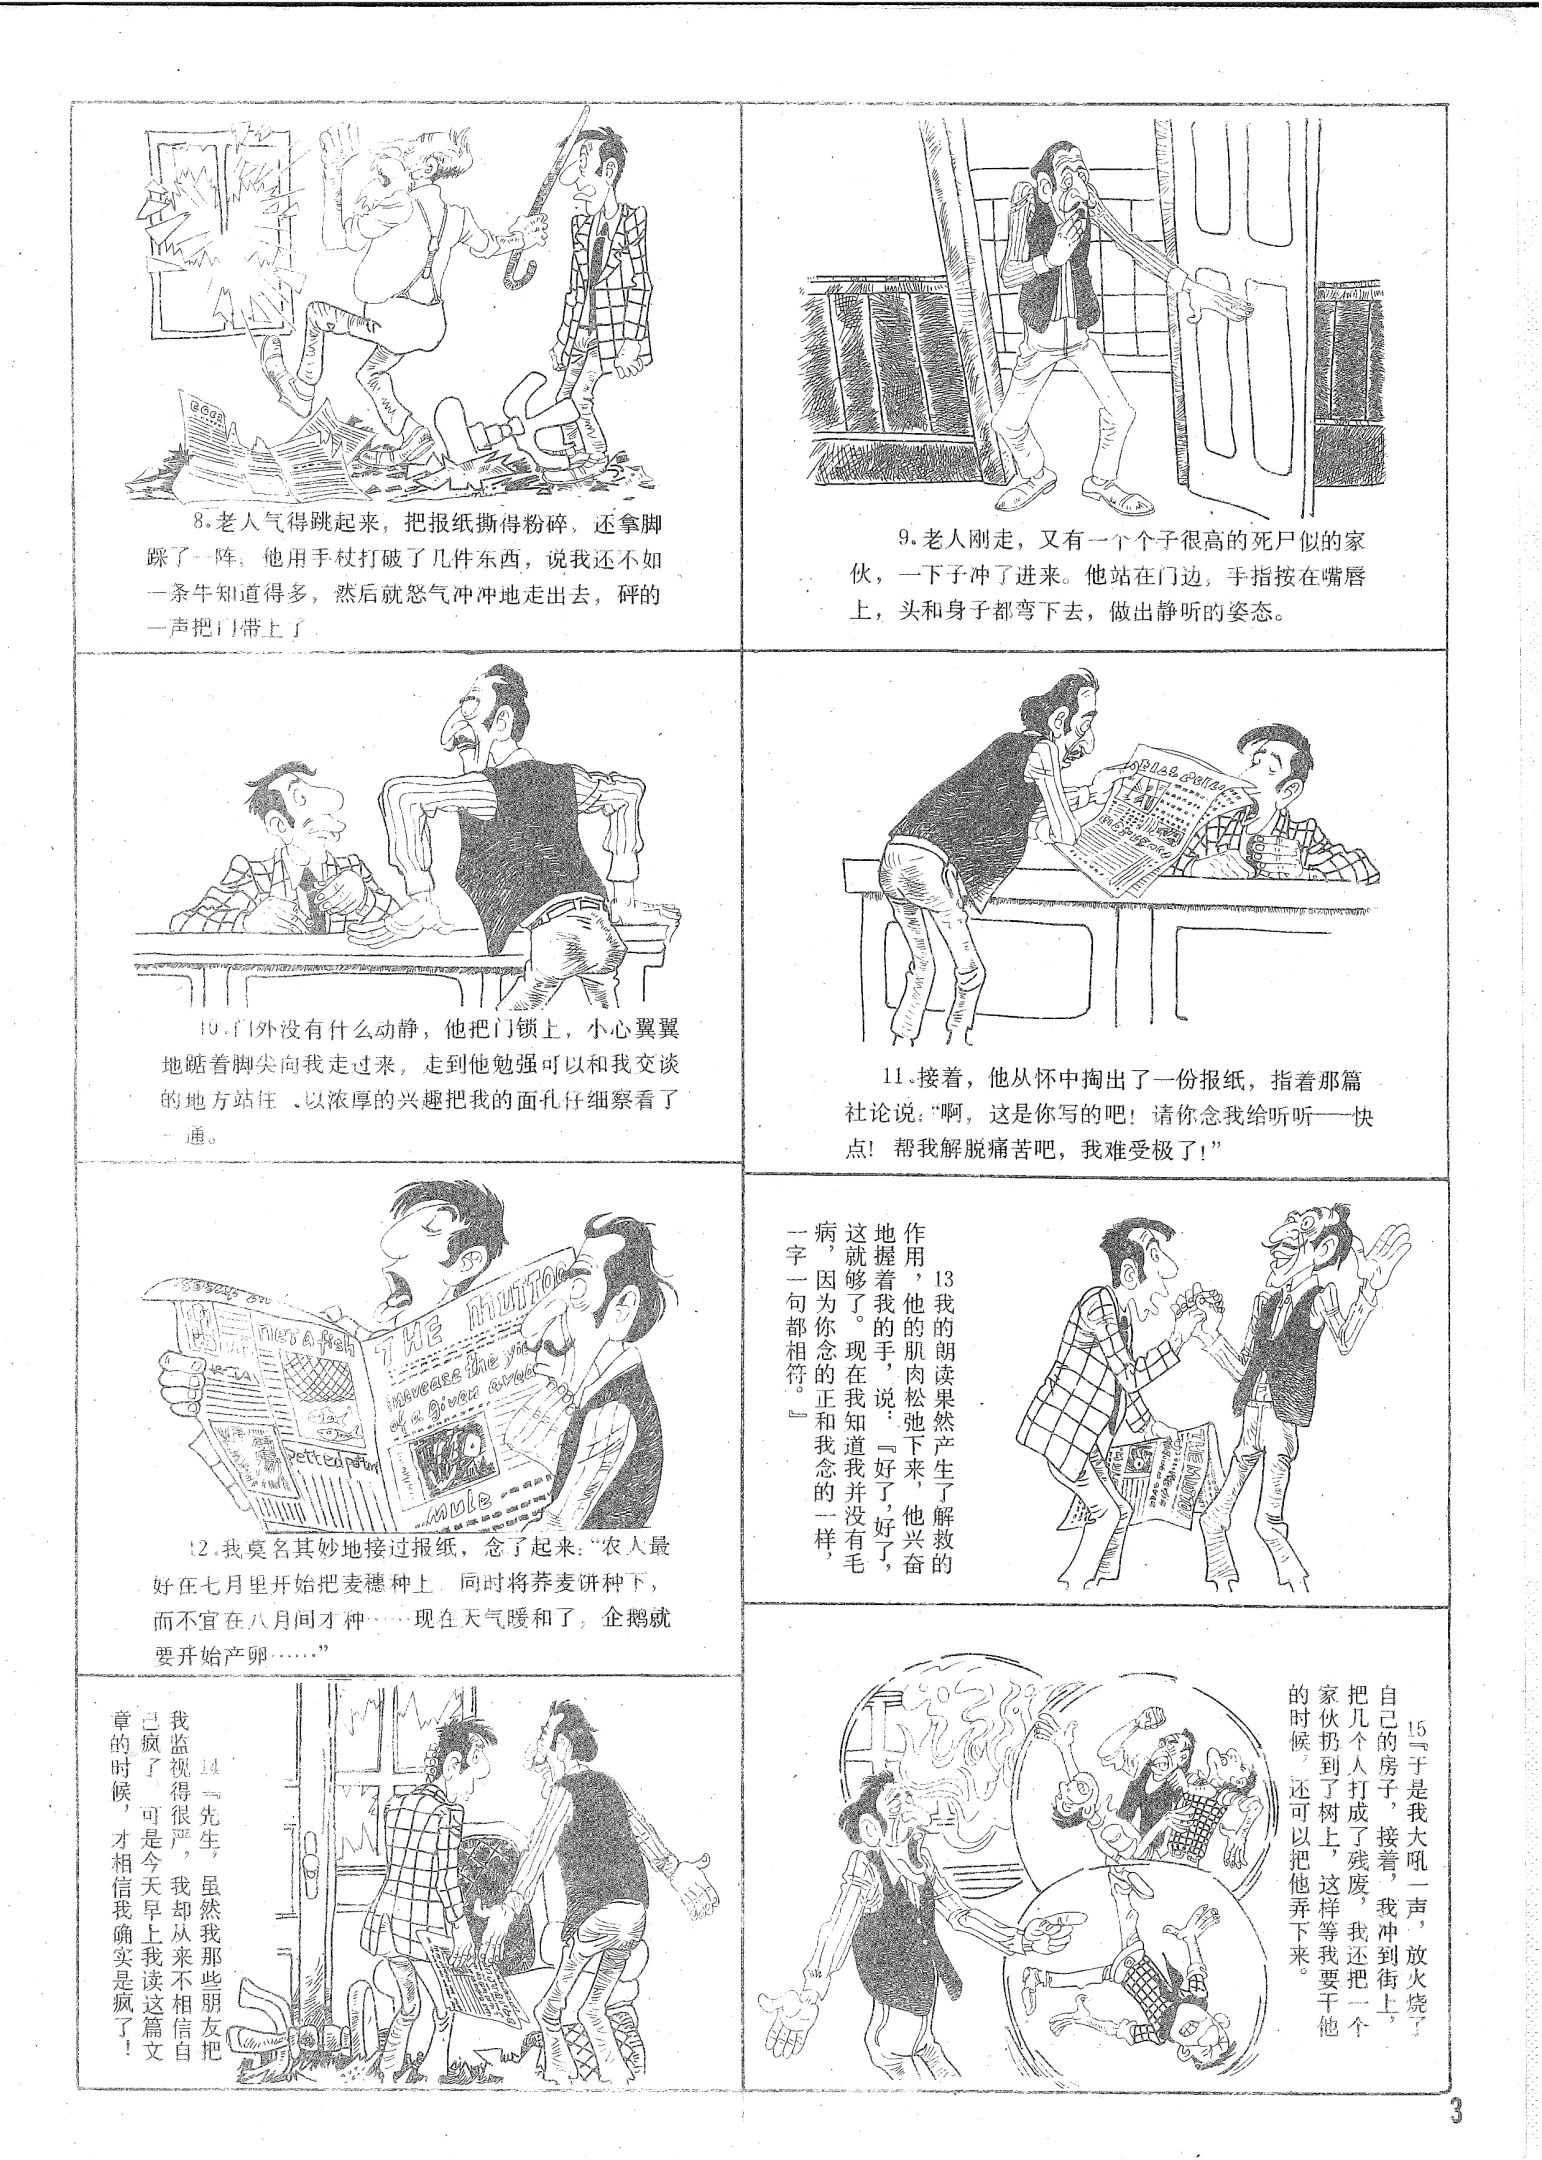 8.老人气得跳起来，把报纸撕得粉碎，还拿脚
踩了一阵，他用手杖打破了几件东西，说我还不如
一条牛知道得多，然后就怒气冲冲地走出去，砰的
一声把门带上了
9.老人刚走，又有一个个子很高的死尸似的家
伙，一下子冲了进来。他站在门边，手指按在嘴唇
上，头和身子都弯下去，做出静听的姿态。
10.门外没有什么动静，他把门锁上，小心翼翼
地踮着脚尖向我走过来，走到他勉强可以和我交谈
的地方站住、以浓厚的兴趣把我的面孔仔细察看了
一通。
11.接着，他从怀中掏出了一份报纸，指着那篇
社论说：“啊，这是你写的吧！请你念我给听听——快
点！帮我解脱痛苦吧，我难受极了！”
net A fish
petted peter
THE MUTTO
increase the yie
of a given area
MULE
12.我莫名其妙地接过报纸，念了起来：“农人最
好在七月里开始把麦穗种上 同时将荞麦饼种下，
而不宜在八月间才种……现在天气暖和了，企鹅就
要开始产卵……”
13我的朗读果然产生了解救的
作用，他的肌肉松弛下来，他兴奋
地握着我的手，说：『好了，好了，
这就够了。现在我知道我并没有毛
病，因为你念的正和我念的一样，
一字一句都相符。』
THE MUTTO
14『先生，虽然我那些朋友把
我监视得很严，我却从来不相信自
己疯了。可是今天早上我读这篇文
章的时候，才相信我确实是疯了！
15『于是我大吼一声，放火烧了
自己的房子，接着，我冲到街上，
把几个人打成了残废，我还把一个
家伙扔到了树上，这样等我要干他
的时候，还可以把他弄下来。
3